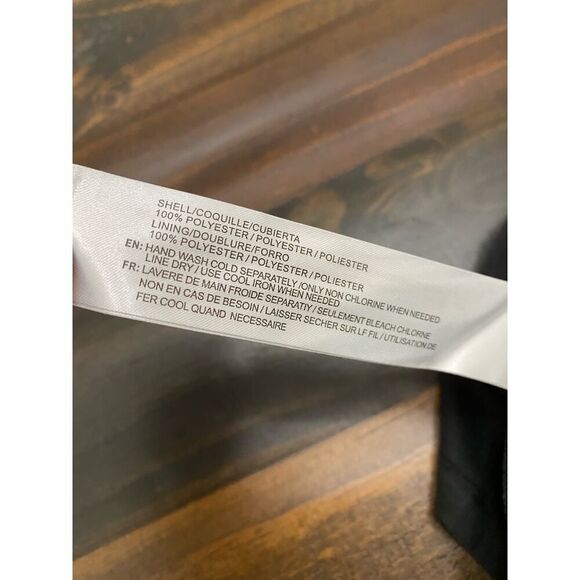 SHELL/COQUILLE/CUBIERTA
100% POLYESTER / POLYESTER / POLIESTER
LINING/DOUBLURE/FORRO
100% POLYESTER / POLYESTER / POLIESTER
EN: HAND WASH COLD SEPARATELY /ONLY NON CHLORINE WHEN NEEDED
LINE DRY / USE COOL IRON WHEN NEEDED
FR: LAVERE DE MAIN FROIDE SEPARATIY / SEULEMENT BLEACH CHLORINE
NON EN CAS DE BESOIN / LAISSER SECHER SUR LF FIL / UTILISATION.DE
FER COOL QUAND NECESSAIRE